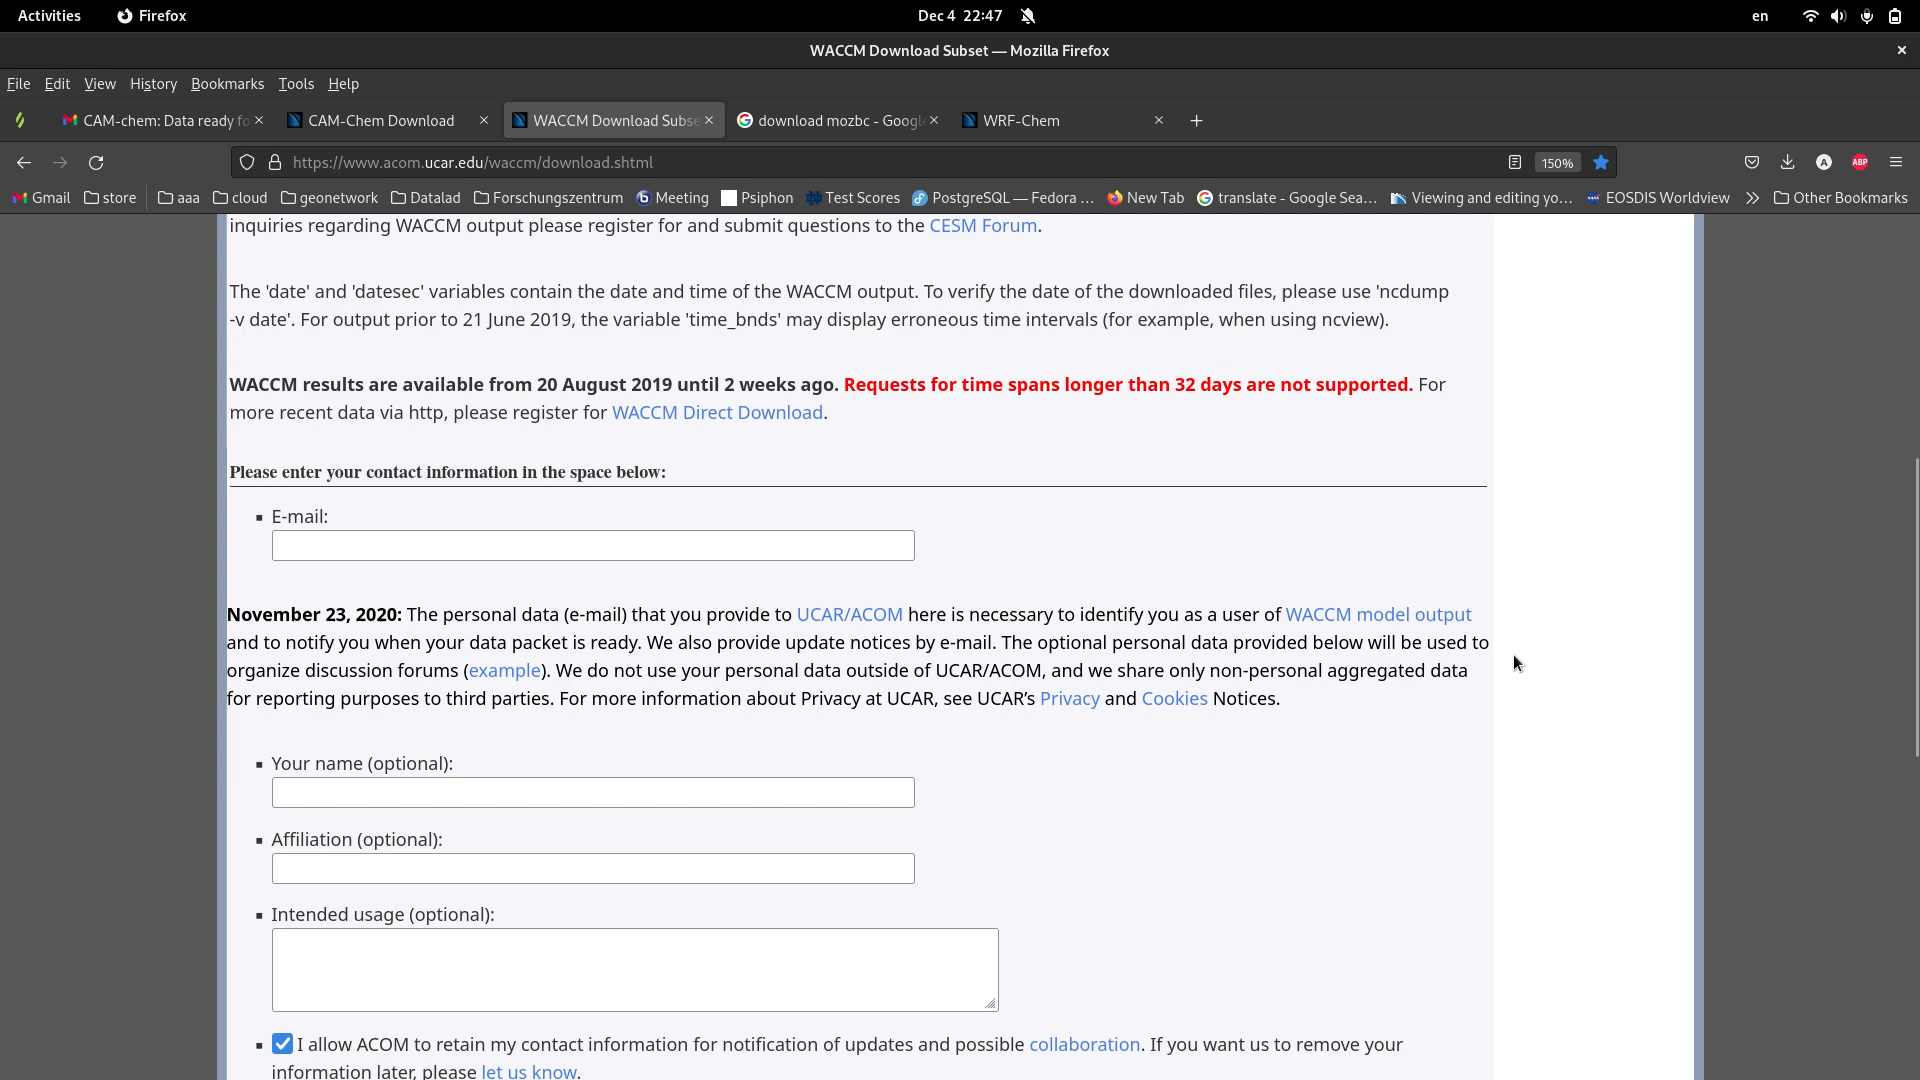 Activities Firefox Dec 4 22:47 en
WACCM Download Subset — Mozilla Firefox
File Edit View History Bookmarks Tools Help
CAM-chem: Data ready fo CAM-Chem Download WACCM Download Subse download mozbc - Googl WRF-Chem
https://www.acom.ucar.edu/waccm/download.shtml 150% A ABP
Gmail store aaa cloud geonetwork Datalad Forschungszentrum Meeting Psiphon Test Scores PostgreSQL — Fedora ... New Tab translate - Google Sea... Viewing and editing yo... EOSDIS Worldview Other Bookmarks
inquiries regarding WACCM output please register for and submit questions to the CESM Forum.
The 'date' and 'datesec' variables contain the date and time of the WACCM output. To verify the date of the downloaded files, please use 'ncdump
-v date'. For output prior to 21 June 2019, the variable 'time_bnds' may display erroneous time intervals (for example, when using ncview).
WACCM results are available from 20 August 2019 until 2 weeks ago. Requests for time spans longer than 32 days are not supported. For
more recent data via http, please register for WACCM Direct Download.
Please enter your contact information in the space below:
E-mail:
November 23, 2020: The personal data (e-mail) that you provide to UCAR/ACOM here is necessary to identify you as a user of WACCM model output
and to notify you when your data packet is ready. We also provide update notices by e-mail. The optional personal data provided below will be used to
organize discussion forums (example). We do not use your personal data outside of UCAR/ACOM, and we share only non-personal aggregated data
for reporting purposes to third parties. For more information about Privacy at UCAR, see UCAR’s Privacy and Cookies Notices.
Your name (optional):
Affiliation (optional):
Intended usage (optional):
I allow ACOM to retain my contact information for notification of updates and possible collaboration. If you want us to remove your
information later, please let us know.